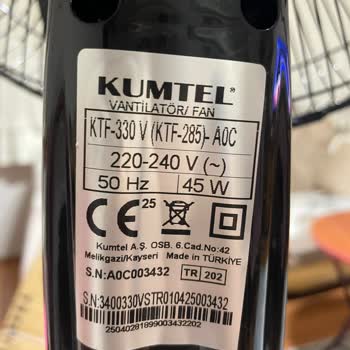 KUMTEL®
VANTİLATÖR/ FAN
KTF-330 V (KTF-285)- A0C
220-240 V (~)
50 Hz 45 W
CE 25
Kumtel A.Ş. OSB. 6.Cad.No:42
Melikgazi/Kayseri Made in TÜRKİYE
S.N:A0C003432 TR 202
S.N:3400330VSTR010425003432
25040281899003432202